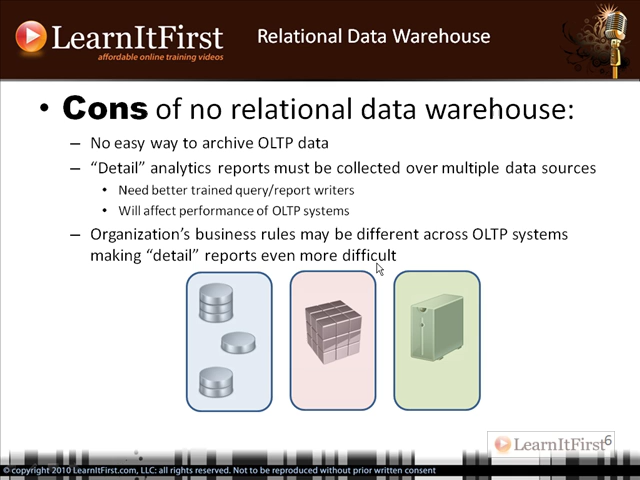 LearnItFirst
affordable online training videos
Relational Data Warehouse
• Cons of no relational data warehouse:
– No easy way to archive OLTP data
– “Detail” analytics reports must be collected over multiple data sources
• Need better trained query/report writers
• Will affect performance of OLTP systems
– Organization’s business rules may be different across OLTP systems
making “detail” reports even more difficult
LearnItFirst
6
© copyright 2010 LearnItFirst.com, LLC: all rights reserved. Not to be reproduced without prior written consent